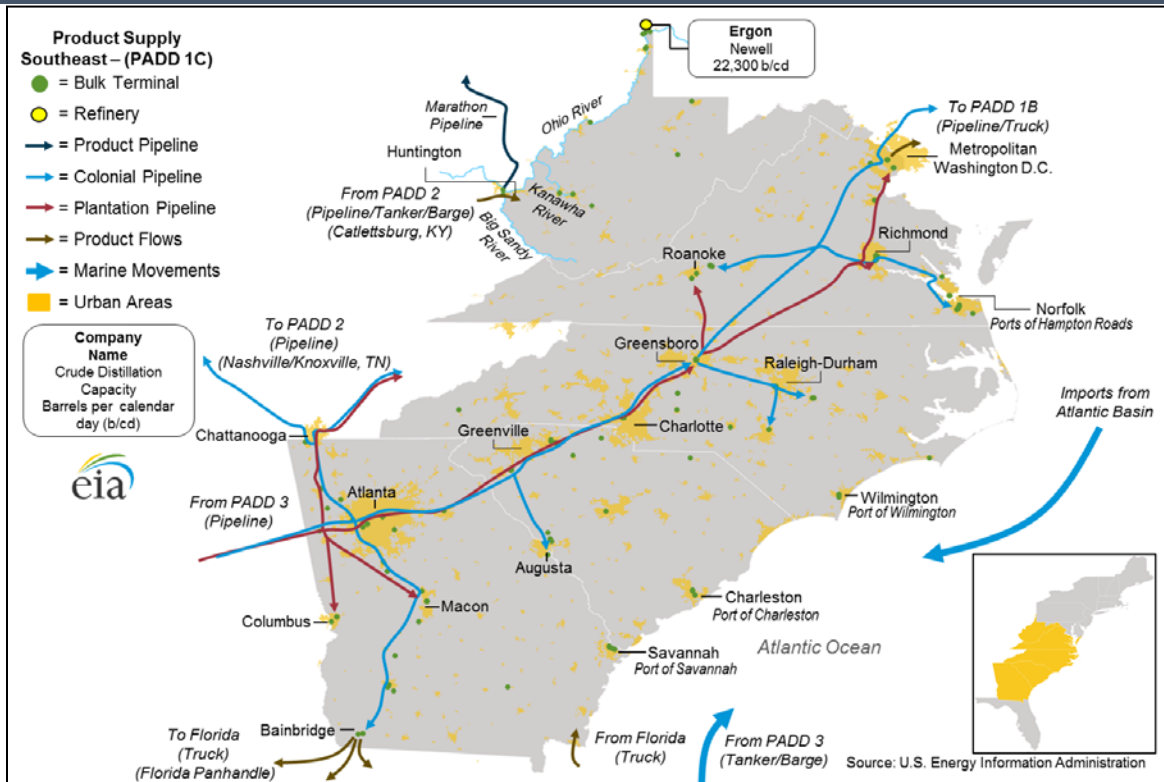 Product Supply
Southeast – (PADD 1C)
= Bulk Terminal
= Refinery
= Product Pipeline
= Colonial Pipeline
= Plantation Pipeline
= Product Flows
= Marine Movements
= Urban Areas
Company
Name
Crude Distillation
Capacity
Barrels per calendar
day (b/cd)
eia
Ergon
Newell
22,300 b/cd
Marathon
Pipeline
Ohio River
Huntington
From PADD 2
(Pipeline/Tanker/Barge)
(Catlettsburg, KY)
Kanawha
River
Big Sandy
River
To PADD 1B
(Pipeline/Truck)
Metropolitan
Washington D.C.
Richmond
Roanoke
Norfolk
Ports of Hampton Roads
To PADD 2
(Pipeline)
(Nashville/Knoxville, TN)
Greensboro
Raleigh-Durham
Imports from
Atlantic Basin
Chattanooga
Greenville
Charlotte
Atlanta
From PADD 3
(Pipeline)
Wilmington
Port of Wilmington
Augusta
Charleston
Port of Charleston
Columbus
Macon
Savannah
Port of Savannah
Atlantic Ocean
Bainbridge
To Florida
(Truck)
(Florida Panhandle)
From Florida
(Truck)
From PADD 3
(Tanker/Barge)
Source: U.S. Energy Information Administration